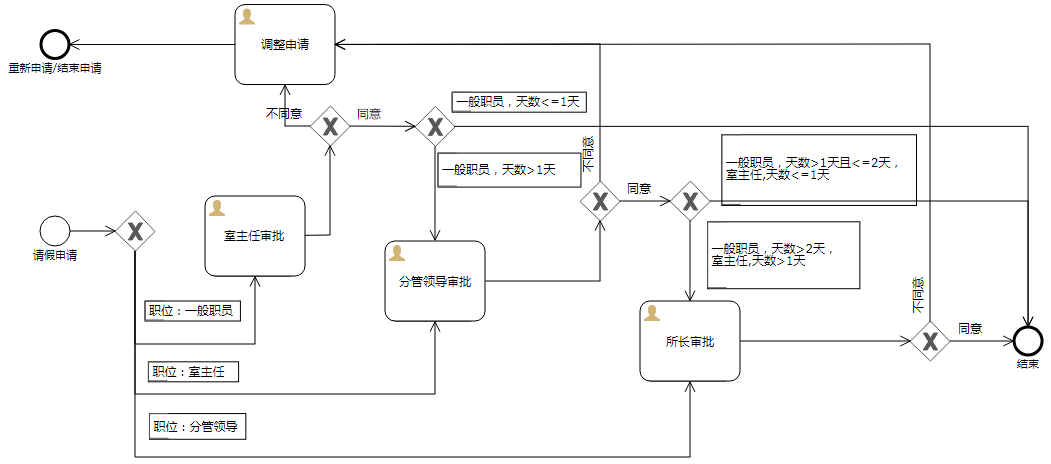 调整申请
重新申请/结束申请
不同意
同意
一般职员，天数<=1天
一般职员，天数>1天
不同意
同意
一般职员，天数>1天且<=2天，
室主任,天数<=1天
请假申请
室主任审批
分管领导审批
一般职员，天数>2天，
室主任,天数>1天
职位：一般职员
所长审批
不同意
同意
结束
职位：室主任
职位：分管领导